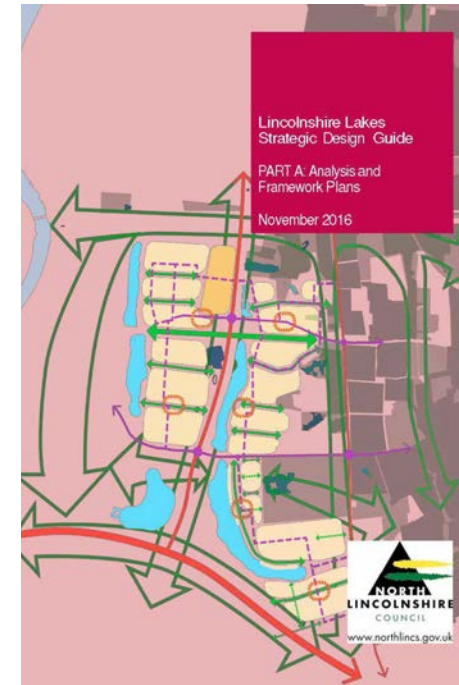 Lincolnshire Lakes
Strategic Design Guide
PART A: Analysis and
Framework Plans
November 2016
NORTH
LINCOLNSHIRE
COUNCIL
www.northlincs.gov.uk